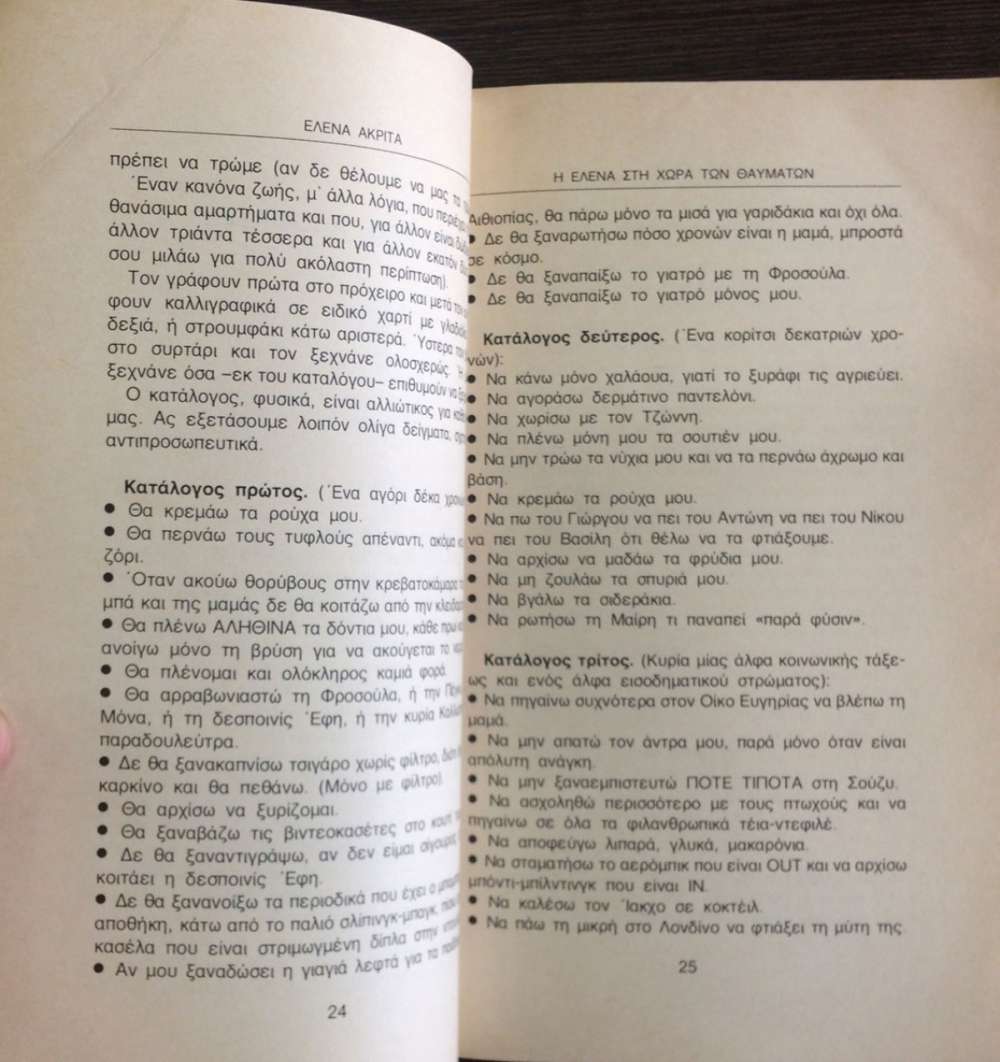 ΕΛΕΝΑ ΑΚΡΙΤΑ
πρέπει να τρώμε (αν δε θέλουμε να μας τα
Έναν κανόνα ζωής, μ' άλλα λόγια, που
θανάσιμα αμαρτήματα και που, για άλλον είναι
άλλον τριάντα τέσσερα και για άλλον εκατόν
σου μιλάω για πολύ ακόλαστη περίπτωση).
Τον γράφουν πρώτα στο πρόχειρο και μετά τον
φουν καλλιγραφικά σε ειδικό χαρτί με
δεξιά, ή στρουμφάκι κάτω αριστερά. Ύστερα
στο συρτάρι και τον ξεχνάνε ολοσχερώς.
ξεχνάνε όσα –εκ του καταλόγου– επιθυμούν να
Ο κατάλογος, φυσικά, είναι αλλιώτικος για
μας. Ας εξετάσουμε λοιπόν ολίγα δείγματα,
αντιπροσωπευτικά.
Κατάλογος πρώτος. (Ένα αγόρι δέκα
• Θα κρεμάω τα ρούχα μου.
• Θα περνάω τους τυφλούς απέναντι, ακόμα
ζόρι.
• Όταν ακούω θορύβους στην κρεβατοκάμαρα
μπά και της μαμάς δε θα κοιτάζω από την
• Θα πλένω ΑΛΗΘΙΝΑ τα δόντια μου, κάθε
ανοίγω μόνο τη βρύση για να ακούγεται το
• Θα πλένομαι και ολόκληρος καμιά φορά.
• Θα αρραβωνιαστώ τη Φροσούλα, ή την
Μόνα, ή τη δεσποινίς Έφη, ή την κυρία
παραδουλεύτρα.
• Δε θα ξανακαπνίσω τσιγάρο χωρίς φίλτρο,
καρκίνο και θα πεθάνω. (Μόνο με φίλτρο).
• Θα αρχίσω να ξυρίζομαι.
• Θα ξαναβάζω τις βιντεοκασέτες στο κουτί
• Δε θα ξαναντιγράψω, αν δεν είμαι σίγουρος
κοιτάει η δεσποινίς Έφη.
• Δε θα ξανανοίξω τα περιοδικά που έχει ο
αποθήκη, κάτω από το παλιό σλίπινγκ-μπαγκ, που
κασέλα που είναι στριμωγμένη δίπλα στην
• Αν μου ξαναδώσει η γιαγιά λεφτά για τα
24
Η ΕΛΕΝΑ ΣΤΗ ΧΩΡΑ ΤΩΝ ΘΑΥΜΑΤΩΝ
Αιθιοπίας, θα πάρω μόνο τα μισά για γαριδάκια και όχι όλα.
• Δε θα ξαναρωτήσω πόσο χρονών είναι η μαμά, μπροστά
σε κόσμο.
• Δε θα ξαναπαίξω το γιατρό με τη Φροσούλα.
• Δε θα ξαναπαίξω το γιατρό μόνος μου.
Κατάλογος δεύτερος. (Ένα κορίτσι δεκατριών χρο-
νών):
• Να κάνω μόνο χαλάουα, γιατί το ξυράφι τις αγριεύει.
• Να αγοράσω δερμάτινο παντελόνι.
• Να χωρίσω με τον Τζώννη.
• Να πλένω μόνη μου τα σουτιέν μου.
• Να μην τρώω τα νύχια μου και να τα περνάω άχρωμο και
βάση.
• Να κρεμάω τα ρούχα μου.
• Να πω του Γιώργου να πει του Αντώνη να πει του Νίκου
να πει του Βασίλη ότι θέλω να τα φτιάξουμε.
• Να αρχίσω να μαδάω τα φρύδια μου.
• Να μη ζουλάω τα σπυριά μου.
• Να βγάλω τα σιδεράκια.
• Να ρωτήσω τη Μαίρη τι παναπεί «παρά φύσιν».
Κατάλογος τρίτος. (Κυρία μίας άλφα κοινωνικής τάξε-
ως και ενός άλφα εισοδηματικού στρώματος):
• Να πηγαίνω συχνότερα στον Οίκο Ευγηρίας να βλέπω τη
μαμά.
• Να μην απατώ τον άντρα μου, παρά μόνο όταν είναι
απόλυτη ανάγκη.
• Να μην ξαναεμπιστευτώ ΠΟΤΕ ΤΙΠΟΤΑ στη Σούζυ.
• Να ασχοληθώ περισσότερο με τους πτωχούς και να
πηγαίνω σε όλα τα φιλανθρωπικά τέια-ντεφιλέ.
• Να αποφεύγω λιπαρά, γλυκά, μακαρόνια.
• Να σταματήσω το αερόμπικ που είναι OUT και να αρχίσω
μπόντι-μπίλντινγκ που είναι IN.
• Να καλέσω τον Ίακχο σε κοκτέιλ.
• Να πάω τη μικρή στο Λονδίνο να φτιάξει τη μύτη της.
25